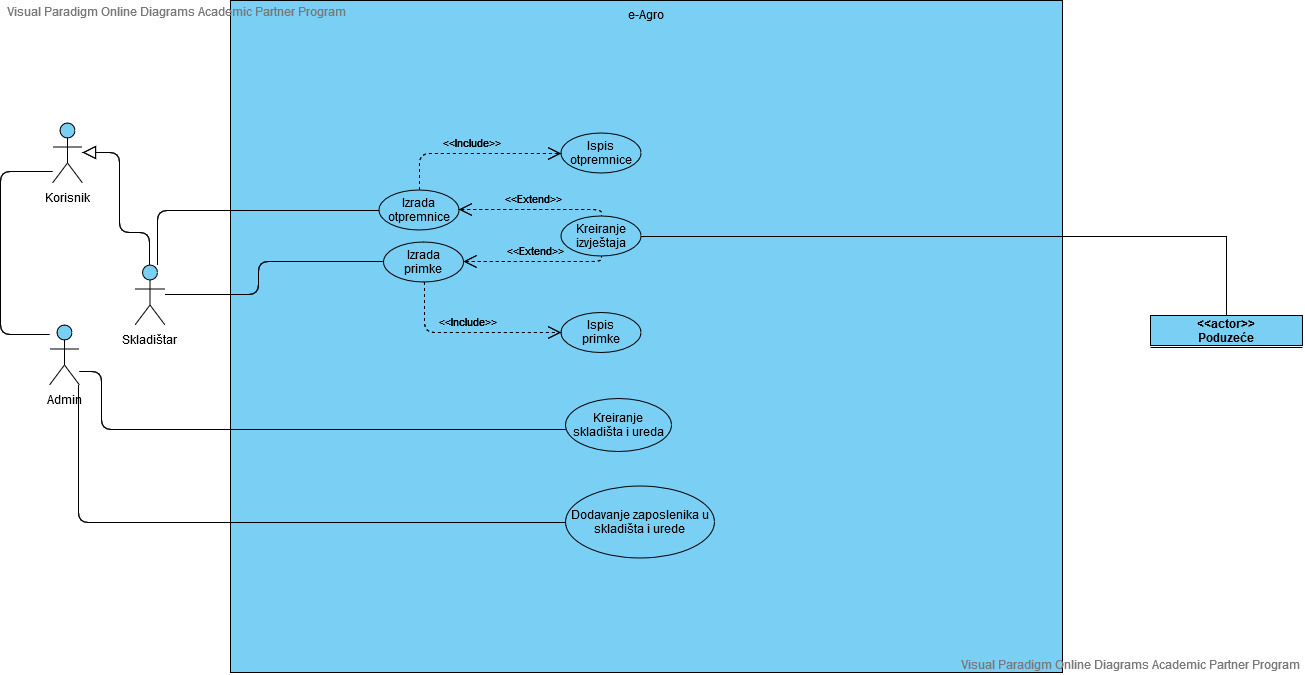 Visual Paradigm Online Diagrams Academic Partner Program
e-Agro
Korisnik
<<Include>>
Ispis
otpremnice
Izrada
otpremnice
<<Extend>>
Kreiranje
izvještaja
<<Extend>>
Izrada
primke
<<Include>>
Ispis
primke
Skladištar
<<actor>>
Poduzeće
Admin
Kreiranje
skladišta i ureda
Dodavanje zaposlenika u
skladišta i urede
Visual Paradigm Online Diagrams Academic Partner Program